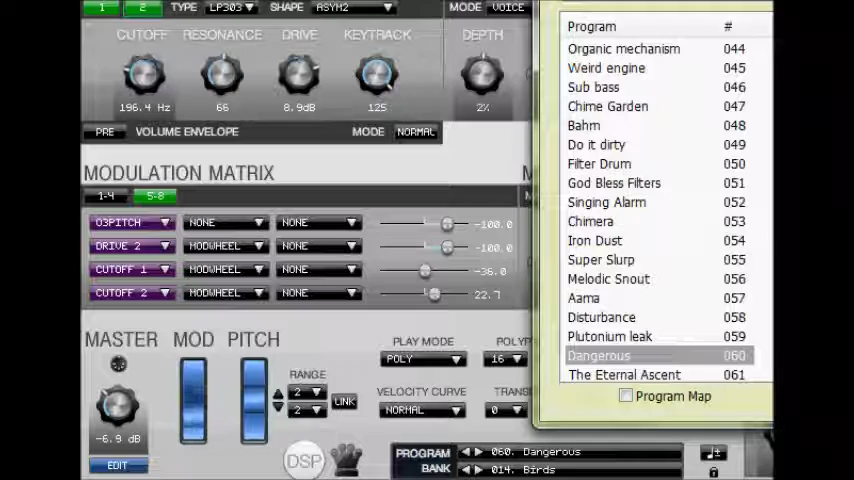 1 2 TYPE LP303 SHAPE ASYM2 MODE VOICE
CUTOFF RESONANCE DRIVE KEYTRACK DEPTH
196.4 Hz 66 8.9dB 125 2%
PRE VOLUME ENVELOPE MODE NORMAL
MODULATION MATRIX
1-4 5-8
O3PITCH NONE NONE -100.0
DRIVE 2 MODWHEEL NONE -100.0
CUTOFF 1 MODWHEEL NONE -36.0
CUTOFF 2 MODWHEEL NONE 22.7
MASTER MOD PITCH PLAY MODE
POLY 16
RANGE
2 LINK
2
VELOCITY CURVE
NORMAL 0
-6.9 dB
EDIT
DSP
PROGRAM 060. Dangerous
BANK 014. Birds
Program #
Organic mechanism 044
Weird engine 045
Sub bass 046
Chime Garden 047
Bahm 048
Do it dirty 049
Filter Drum 050
God Bless Filters 051
Singing Alarm 052
Chimera 053
Iron Dust 054
Super Slurp 055
Melodic Snout 056
Aama 057
Disturbance 058
Plutonium leak 059
Dangerous 060
The Eternal Ascent 061
Program Map